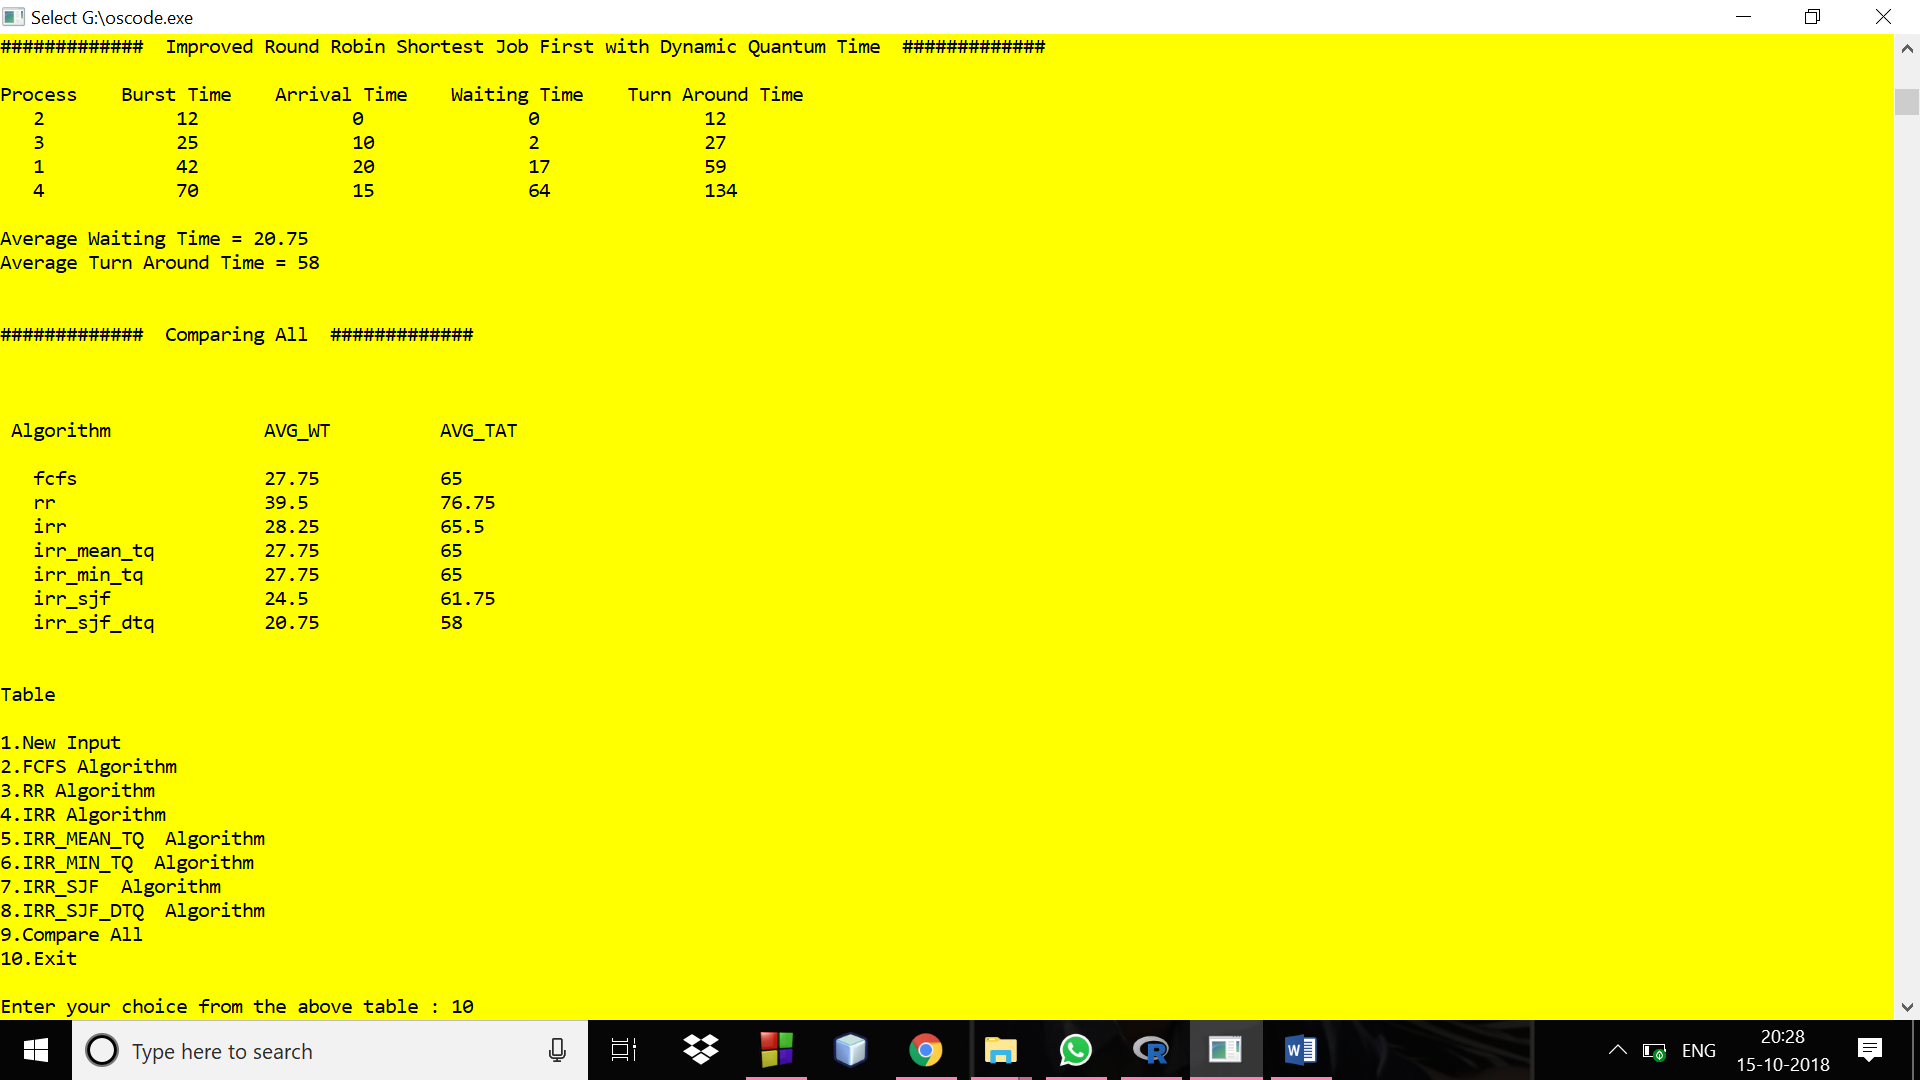 Select G:\oscode.exe
############# Improved Round Robin Shortest Job First with Dynamic Quantum Time #############
Process Burst Time Arrival Time Waiting Time Turn Around Time
2 12 0 0 12
3 25 10 2 27
1 42 20 17 59
4 70 15 64 134
Average Waiting Time = 20.75
Average Turn Around Time = 58
############# Comparing All #############
Algorithm AVG_WT AVG_TAT
fcfs 27.75 65
rr 39.5 76.75
irr 28.25 65.5
irr_mean_tq 27.75 65
irr_min_tq 27.75 65
irr_sjf 24.5 61.75
irr_sjf_dtq 20.75 58
Table
1.New Input
2.FCFS Algorithm
3.RR Algorithm
4.IRR Algorithm
5.IRR_MEAN_TQ Algorithm
6.IRR_MIN_TQ Algorithm
7.IRR_SJF Algorithm
8.IRR_SJF_DTQ Algorithm
9.Compare All
10.Exit
Enter your choice from the above table : 10
Type here to search
ENG
20:28
15-10-2018